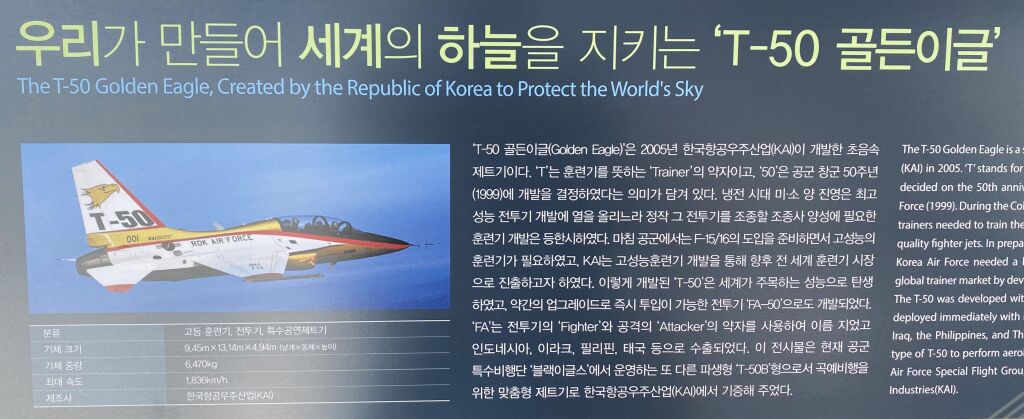 우리가 만들어 세계의 하늘을 지키는 ‘T-50 골든이글’
The T-50 Golden Eagle, Created by the Republic of Korea to Protect the World's Sky
T-50
001
ROK AIR FORCE
분류 고등 훈련기, 전투기, 특수공연제트기
기체 크기 9.45m×13.14m×4.94m (날개×동체×높이)
기체 중량 6,470kg
최대 속도 1,836km/h
제조사 한국항공우주산업(KAI)
‘T-50 골든이글(Golden Eagle)’은 2005년 한국항공우주산업(KAI)이 개발한 초음속
제트기이다. ‘T’는 훈련기를 뜻하는 ‘Trainer’의 약자이고, ‘50’은 공군 창군 50주년
(1999)에 개발을 결정하였다는 의미가 담겨 있다. 냉전 시대 미·소 양 진영은 최고
성능 전투기 개발에 열을 올리느라 정작 그 전투기를 조종할 조종사 양성에 필요한
훈련기 개발은 등한시하였다. 마침 공군에서는 F-15/16의 도입을 준비하면서 고성능의
훈련기가 필요하였고, KAI는 고성능훈련기 개발을 통해 향후 전 세계 훈련기 시장
으로 진출하고자 하였다. 이렇게 개발된 ‘T-50’은 세계가 주목하는 성능으로 탄생
하였고, 약간의 업그레이드로 즉시 투입이 가능한 전투기 ‘FA-50’으로도 개발되었다.
‘FA’는 전투기의 ‘Fighter’와 공격의 ‘Attacker’의 약자를 사용하여 이름 지었고
인도네시아, 이라크, 필리핀, 태국 등으로 수출되었다. 이 전시물은 현재 공군
특수비행단 ‘블랙이글스’에서 운영하는 또 다른 파생형 ‘T-50B’형으로서 곡예비행을
위한 맞춤형 제트기로 한국항공우주산업(KAI)에서 기증해 주었다.
The T-50 Golden Eagle is a
(KAI) in 2005. ‘T’ stands for
decided on the 50th
Force (1999). During the
trainers needed to train the
quality fighter jets. In
Korea Air Force needed a
global trainer market by
The T-50 was developed
deployed immediately with
Iraq, the Philippines, and
type of T-50 to perform
Air Force Special Flight
Industries(KAI).